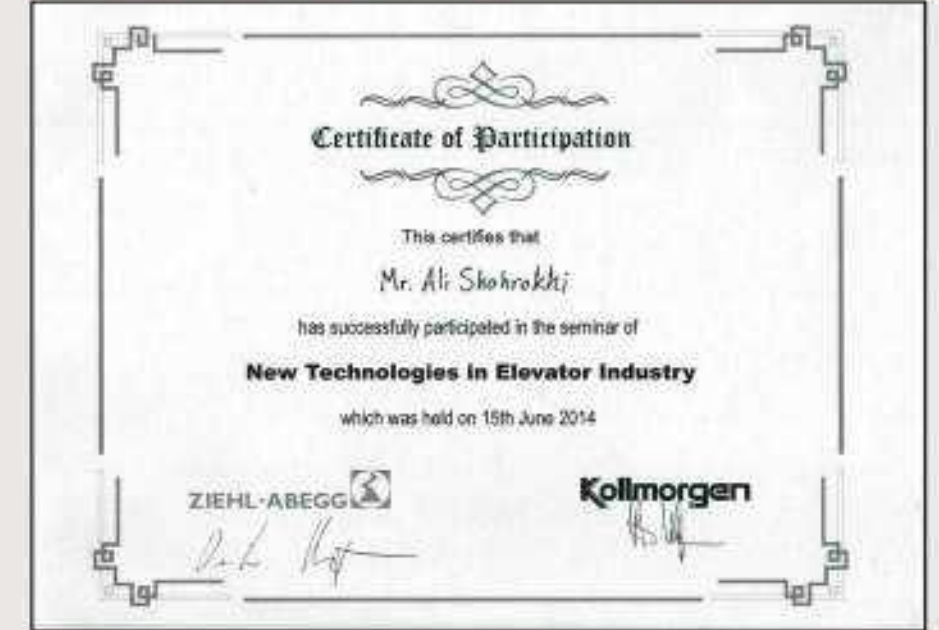 Certificate of Participation
This certifies that
Mr. Ali Shohrokhi
has successfully participated in the seminar of
New Technologies in Elevator Industry
which was held on 15th June 2014
ZIEHL-ABEGG
Kollmorgen